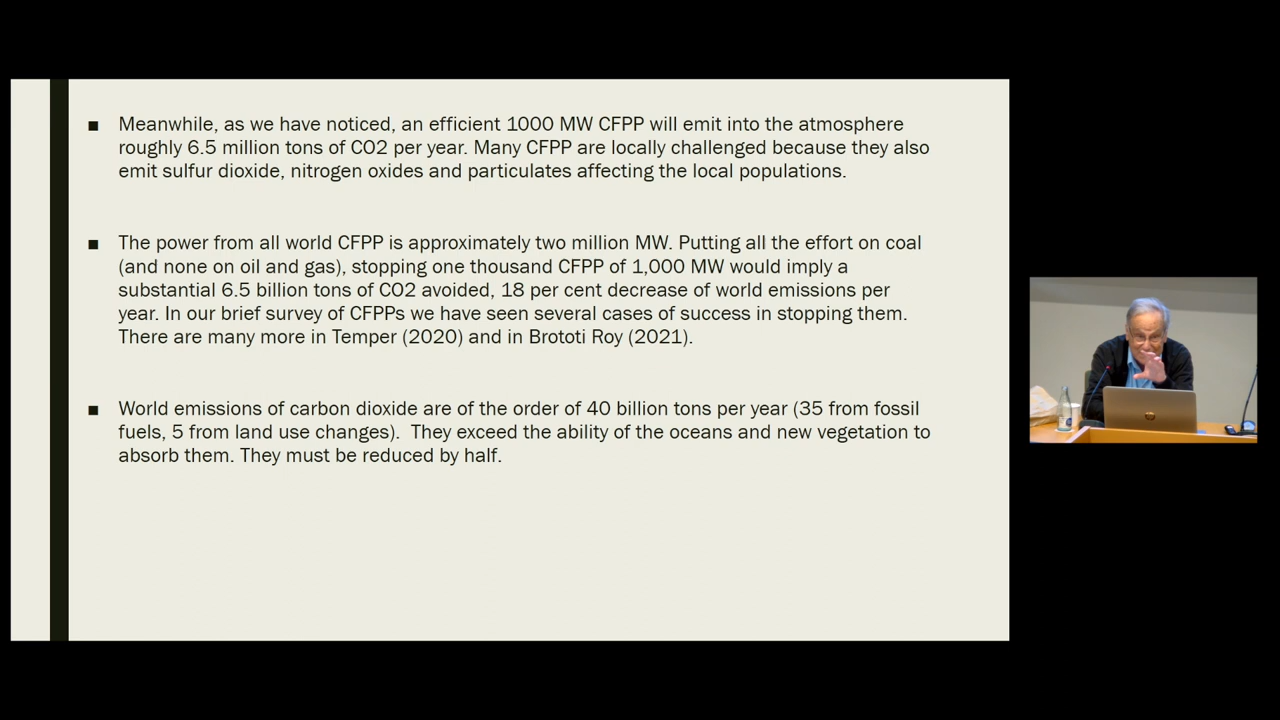 ■ Meanwhile, as we have noticed, an efficient 1000 MW CFPP will emit into the atmosphere
roughly 6.5 million tons of CO2 per year. Many CFPP are locally challenged because they also
emit sulfur dioxide, nitrogen oxides and particulates affecting the local populations.
■ The power from all world CFPP is approximately two million MW. Putting all the effort on coal
(and none on oil and gas), stopping one thousand CFPP of 1,000 MW would imply a
substantial 6.5 billion tons of CO2 avoided, 18 per cent decrease of world emissions per
year. In our brief survey of CFPPs we have seen several cases of success in stopping them.
There are many more in Temper (2020) and in Brototi Roy (2021).
■ World emissions of carbon dioxide are of the order of 40 billion tons per year (35 from fossil
fuels, 5 from land use changes).  They exceed the ability of the oceans and new vegetation to
absorb them. They must be reduced by half.